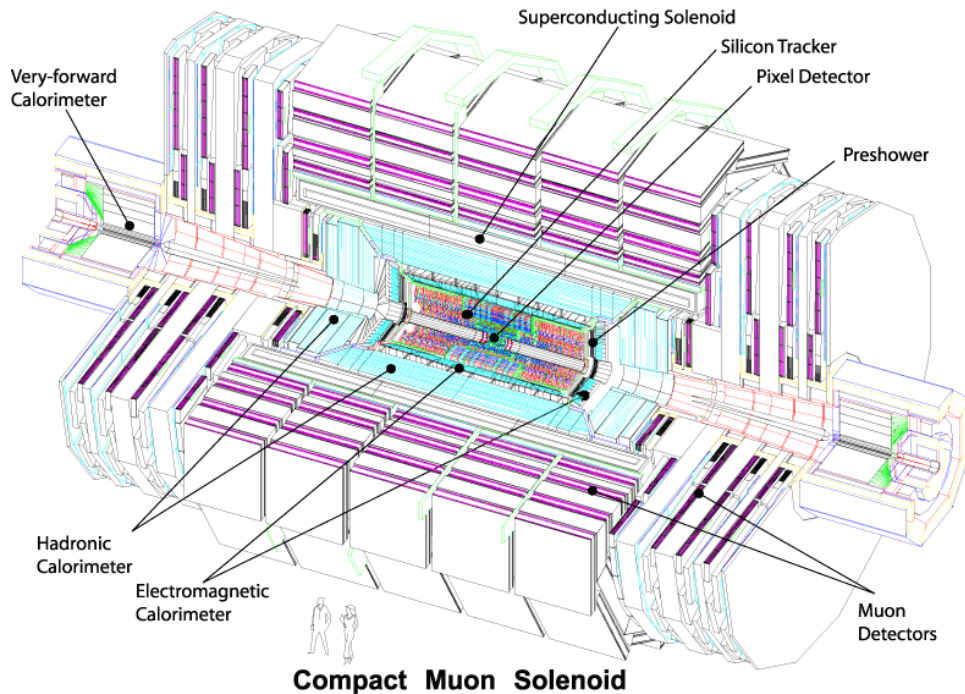 Superconducting Solenoid
Silicon Tracker
Pixel Detector
Very-forward
Calorimeter
Preshower
Hadronic
Calorimeter
Electromagnetic
Calorimeter
Muon
Detectors
Compact Muon Solenoid